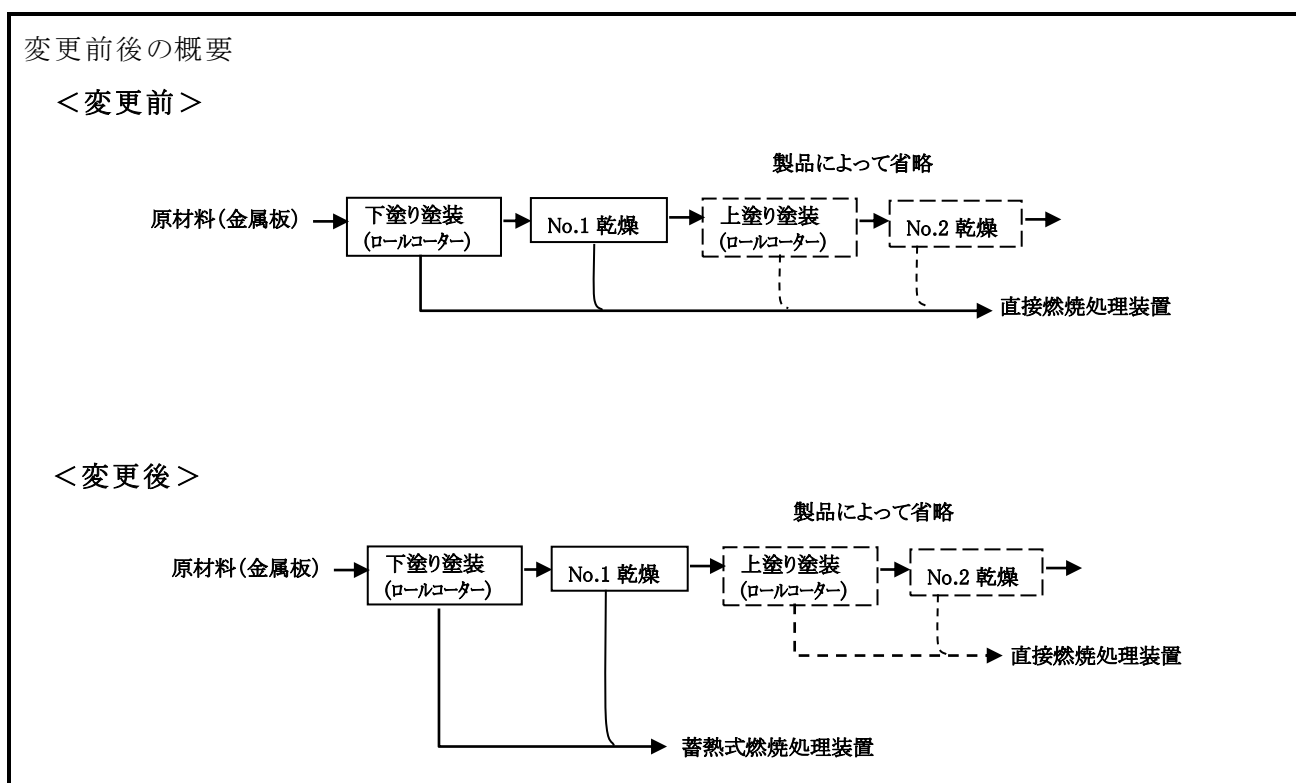 変更前後の概要
＜変更前＞
製品によって省略
原材料（金属板）
下塗り塗装
（ロールコーター）
No.1 乾燥
上塗り塗装
（ロールコーター）
No.2 乾燥
直接燃焼処理装置
＜変更後＞
製品によって省略
原材料（金属板）
下塗り塗装
（ロールコーター）
No.1 乾燥
上塗り塗装
（ロールコーター）
No.2 乾燥
直接燃焼処理装置
蓄熱式燃焼処理装置